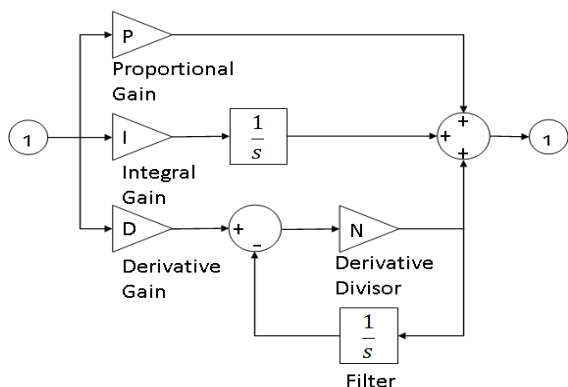 P
+
Proportional
Gain
1
I
1
s
+
+
1
Integral
Gain
D
+
-
N
Derivative
Gain
Derivative
Divisor
1
s
Filter